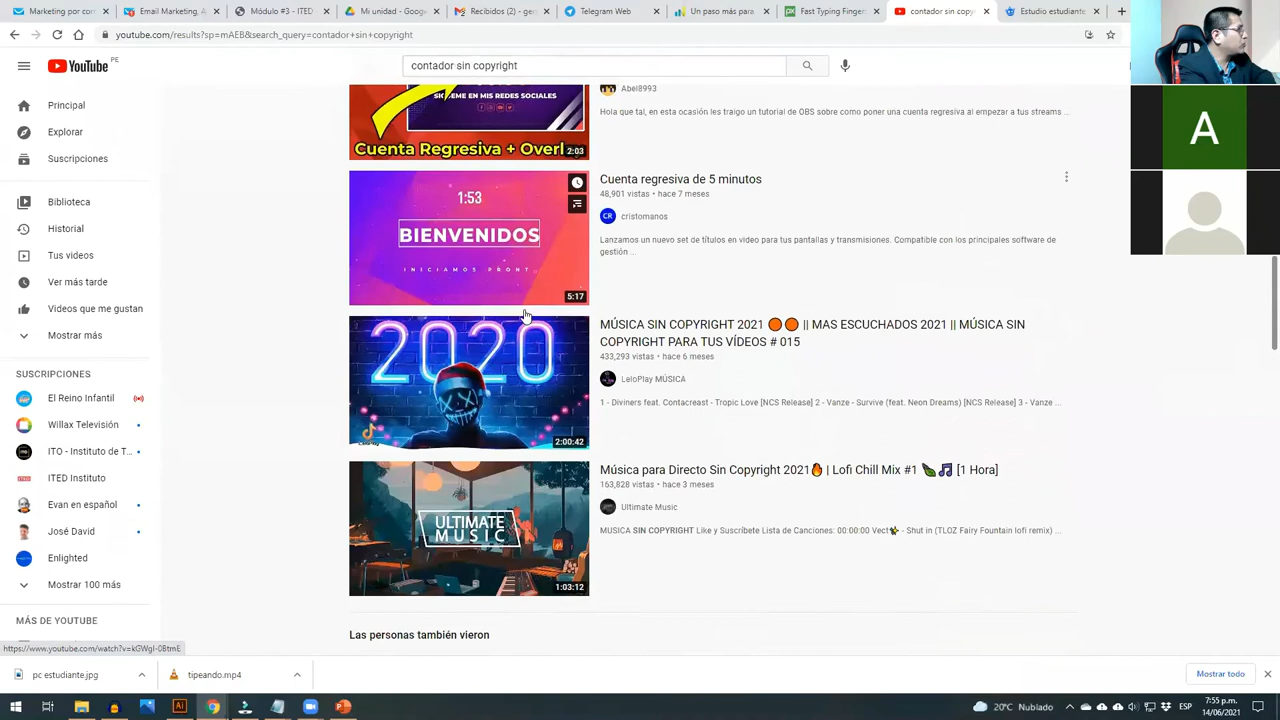 Marketing por com
Email Marketing, A
Módulo #3 - ITED
Mi unidad - Google
Recibidos (2) - ge
Telegram Web
Un paso más par
Fast Typing Finger
contador sin copy
Estudio estudiante
youtube.com/results?sp=mAEB&search_query=contador+sin+copyright
YouTube PE
contador sin copyright
Principal
Explorar
Suscripciones
Biblioteca
Historial
Tus videos
Ver más tarde
Videos que me gustan
Mostrar más
SUSCRIPCIONES
El Reino Infantil
Willax Televisión
ITO - Instituto de T...
ITED Instituto
Evan en español
José David
Enlighted
Mostrar 100 más
MÁS DE YOUTUBE
SÍGUEME EN MIS REDES SOCIALES
Cuenta Regresiva + Overl
2:03
Abel8993
Hola que tal, en esta ocasión les traigo un tutorial de OBS sobre como poner una cuenta regresiva al empezar a tus streams ...
1:53
BIENVENIDOS
INICIAMOS PRONT
5:17
Cuenta regresiva de 5 minutos
48,901 vistas • hace 7 meses
CR cristomanos
Lanzamos un nuevo set de títulos en video para tus pantallas y transmisiones. Compatible con los principales software de
gestión ...
2020
2:00:42
MÚSICA SIN COPYRIGHT 2021 🟠🟠 || MAS ESCUCHADOS 2021 || MÚSICA SIN
COPYRIGHT PARA TUS VÍDEOS # 015
433,293 vistas • hace 6 meses
LeloPlay MÚSICA
1 - Diviners feat. Contacreast - Tropic Love [NCS Release] 2 - Vanze - Survive (feat. Neon Dreams) [NCS Release] 3 - Vanze ...
ULTIMATE
MUSIC
1:03:12
Música para Directo Sin Copyright 2021🔥 | Lofi Chill Mix #1 🍃🎵 [1 Hora]
163,828 vistas • hace 3 meses
Ultimate Music
MUSICA SIN COPYRIGHT Like y Suscríbete Lista de Canciones: 00:00:00 Vect✨ - Shut in (TLOZ Fairy Fountain lofi remix) ...
Las personas también vieron
A
https://www.youtube.com/watch?v=kGWgI-0BtmE
pc estudiante.jpg
tipeando.mp4
Mostrar todo
20°C Nublado
ESP
7:55 p.m.
14/06/2021